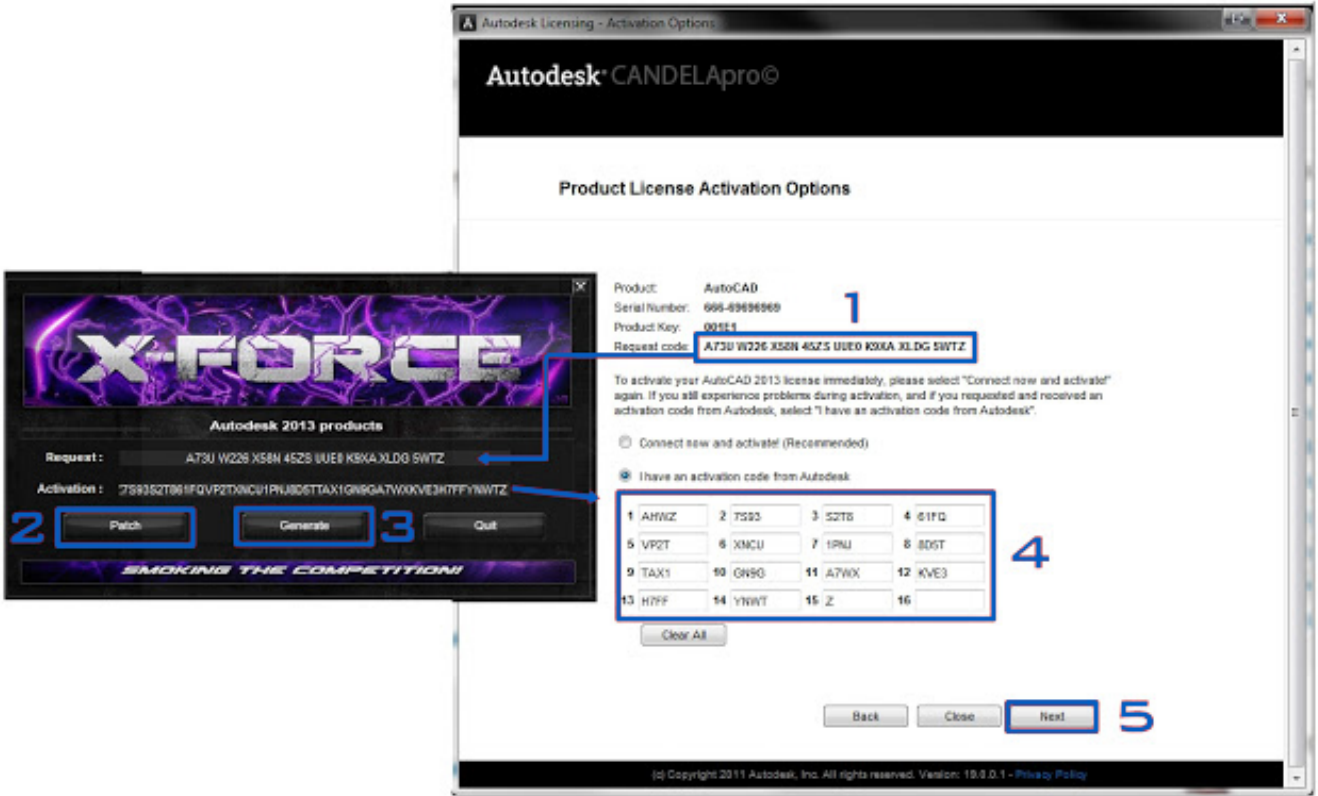 Autodesk Licensing - Activation Options
Autodesk CANDELApro©
Product License Activation Options
Product: AutoCAD
Serial Number: 666-69696969
Product Key: 001E1
1
Request code: A73U W226 X58N 45ZS UUE0 K9XA XLDG 5WTZ
To activate your AutoCAD 2013 license immediately, please select "Connect now and activate!"
again. If you still experience problems during activation, and if you requested and received an
activation code from Autodesk, select "I have an activation code from Autodesk".
Connect now and activate! (Recommended)
I have an activation code from Autodesk
1 AHWZ 2 7S93 3 S2T8 4 61FQ
5 VP2T 6 XNCU 7 1PNJ 8 8D5T
9 TAX1 10 GN9G 11 A7WX 12 KVE3
13 H7FF 14 YNWT 15 Z 16
4
Clear All
Back Close Next
5
(c) Copyright 2011 Autodesk, Inc. All rights reserved. Version: 19.0.0.1 - Privacy Policy
X-FORCE
Autodesk 2013 products
Request : A73U W226 X58N 45ZS UUE0 K9XA XLDG 5WTZ
Activation : 7S93S2T861FQVP2TXNCU1PNJ8D5TTAX1GN9GA7WXKVE3H7FFYNWTZ
2 Patch Generate 3 Quit
SMOKING THE COMPETITION!